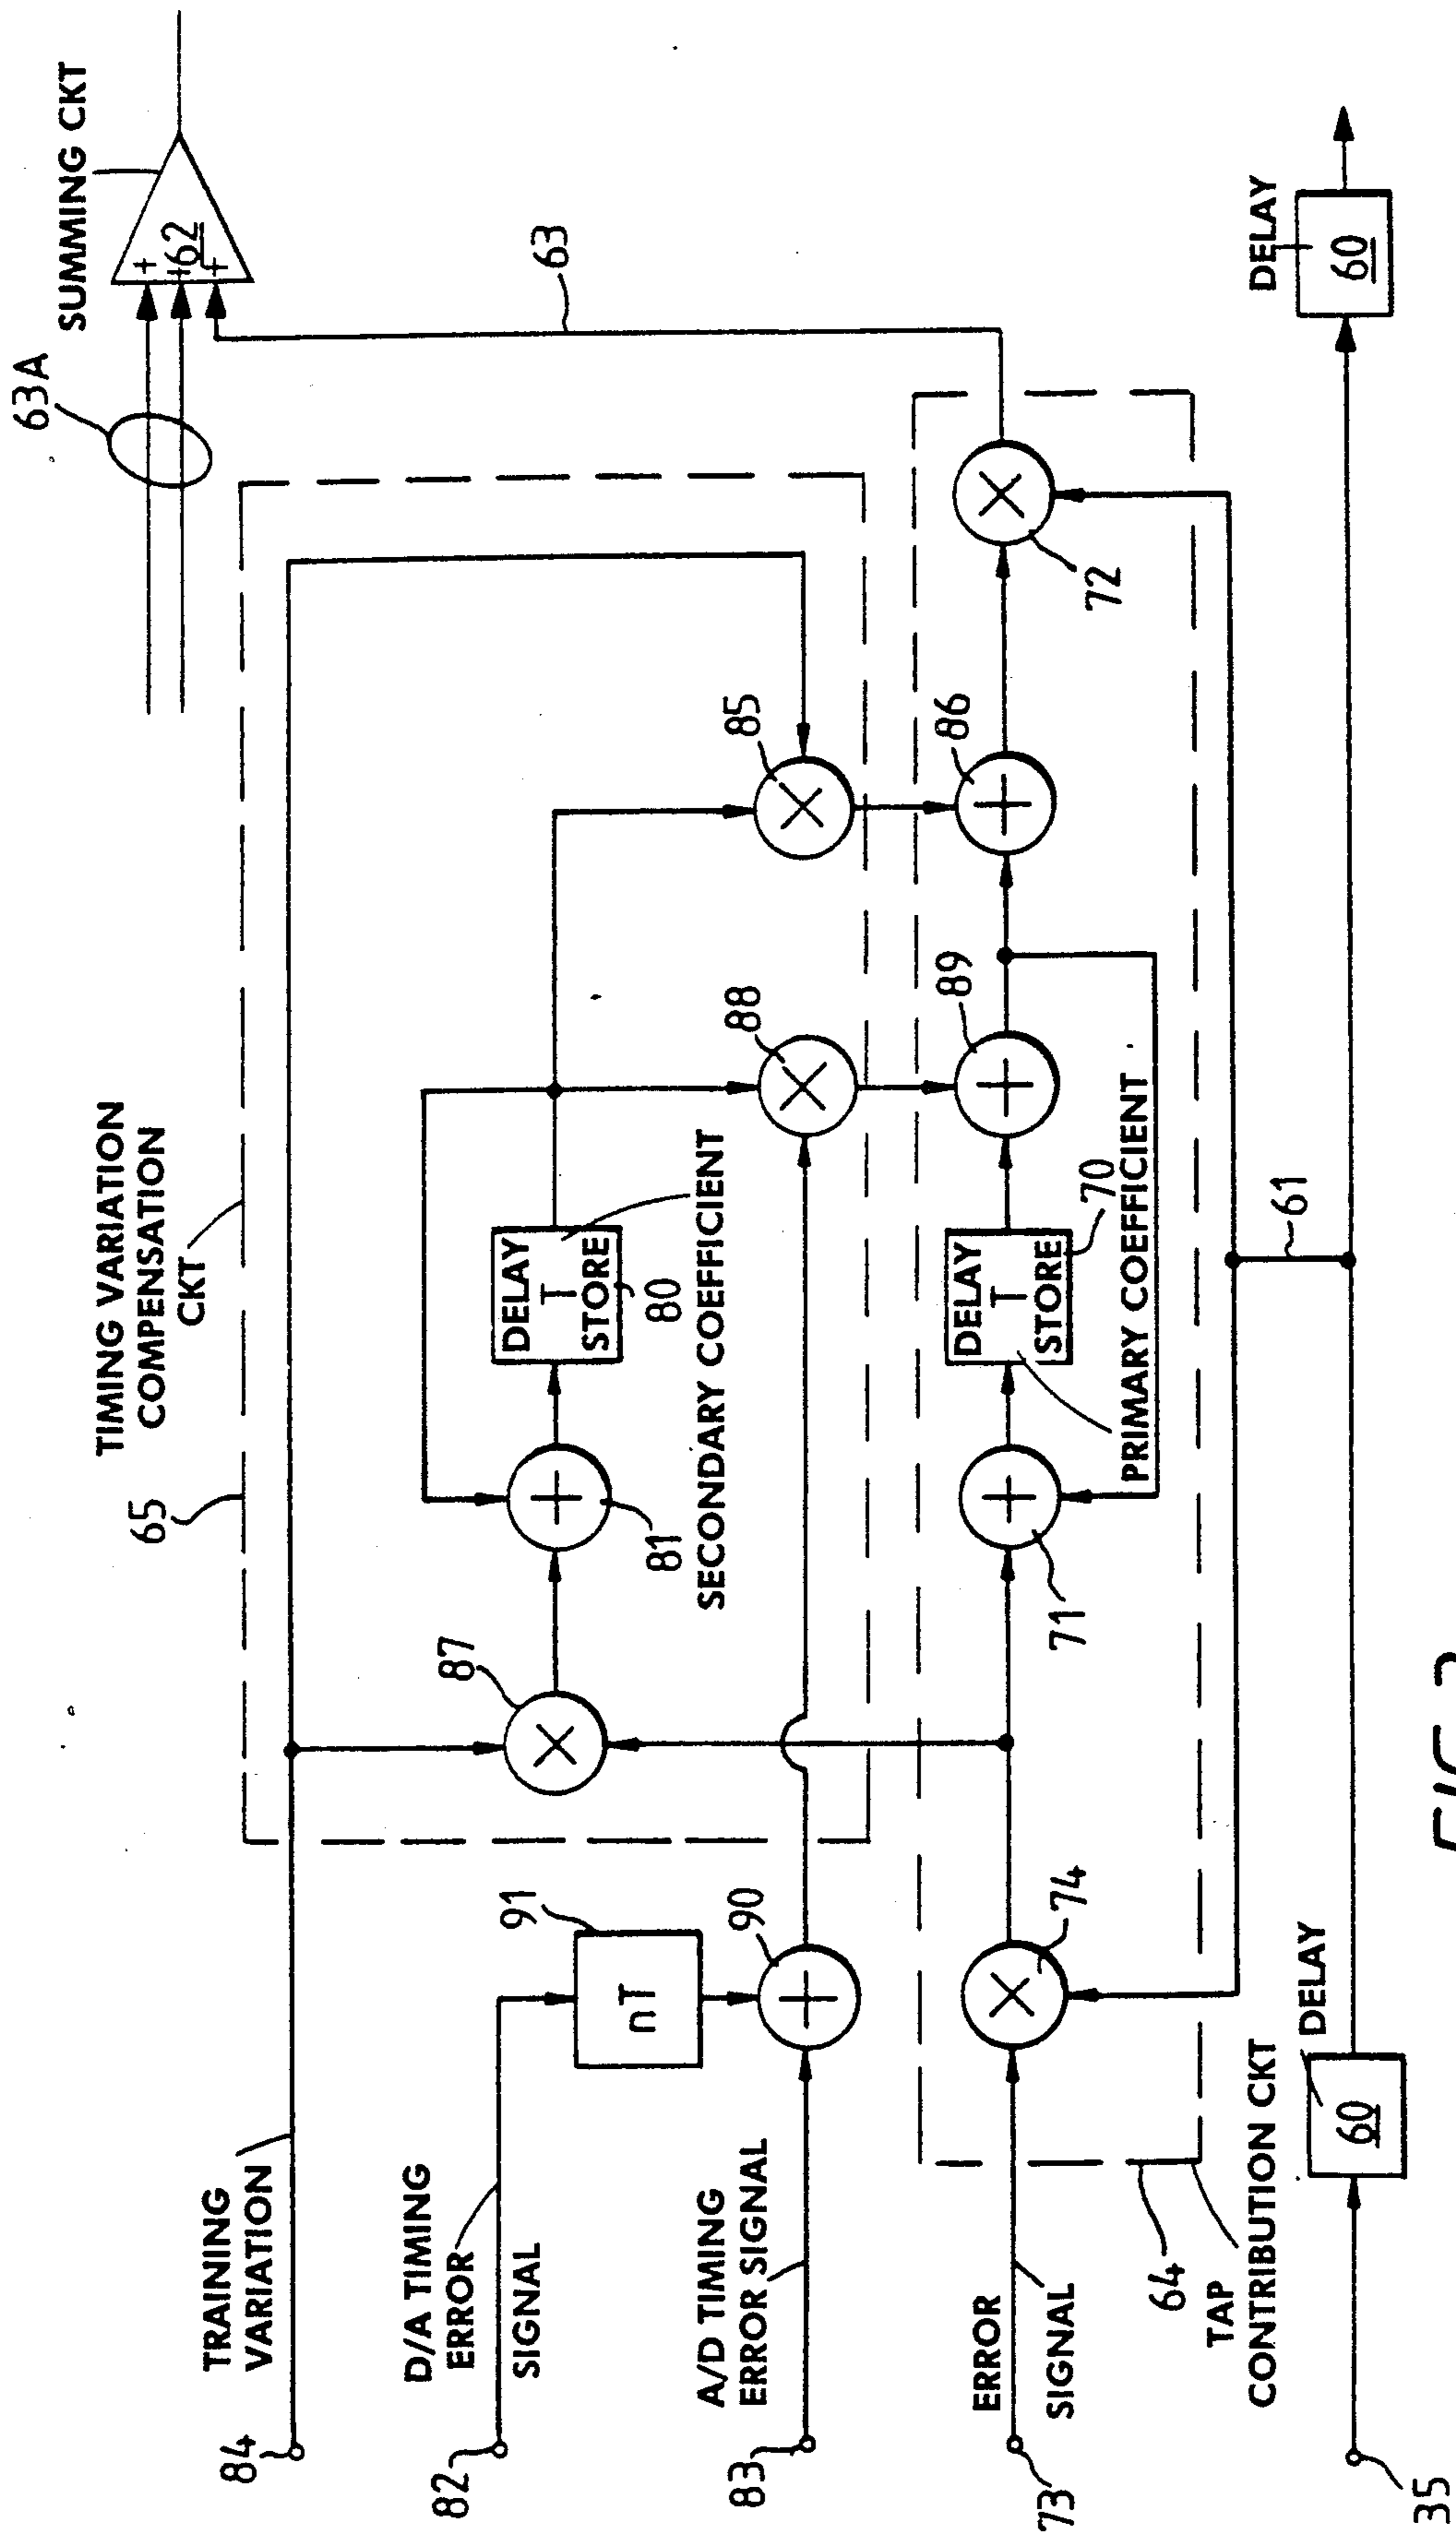 SUMMING CKT
+
+62
+
63A
63
TIMING VARIATION
COMPENSATION
CKT
65
TRAINING
VARIATION
84
87
81
DELAY
T
STORE
80
SECONDARY COEFFICIENT
85
88
D/A TIMING
ERROR
SIGNAL
82
91
nT
90
A/D TIMING
ERROR SIGNAL
83
86
89
72
DELAY
T
STORE
70
PRIMARY COEFFICIENT
71
74
ERROR
SIGNAL
73
64
TAP
CONTRIBUTION CKT
61
DELAY
60
DELAY
60
35